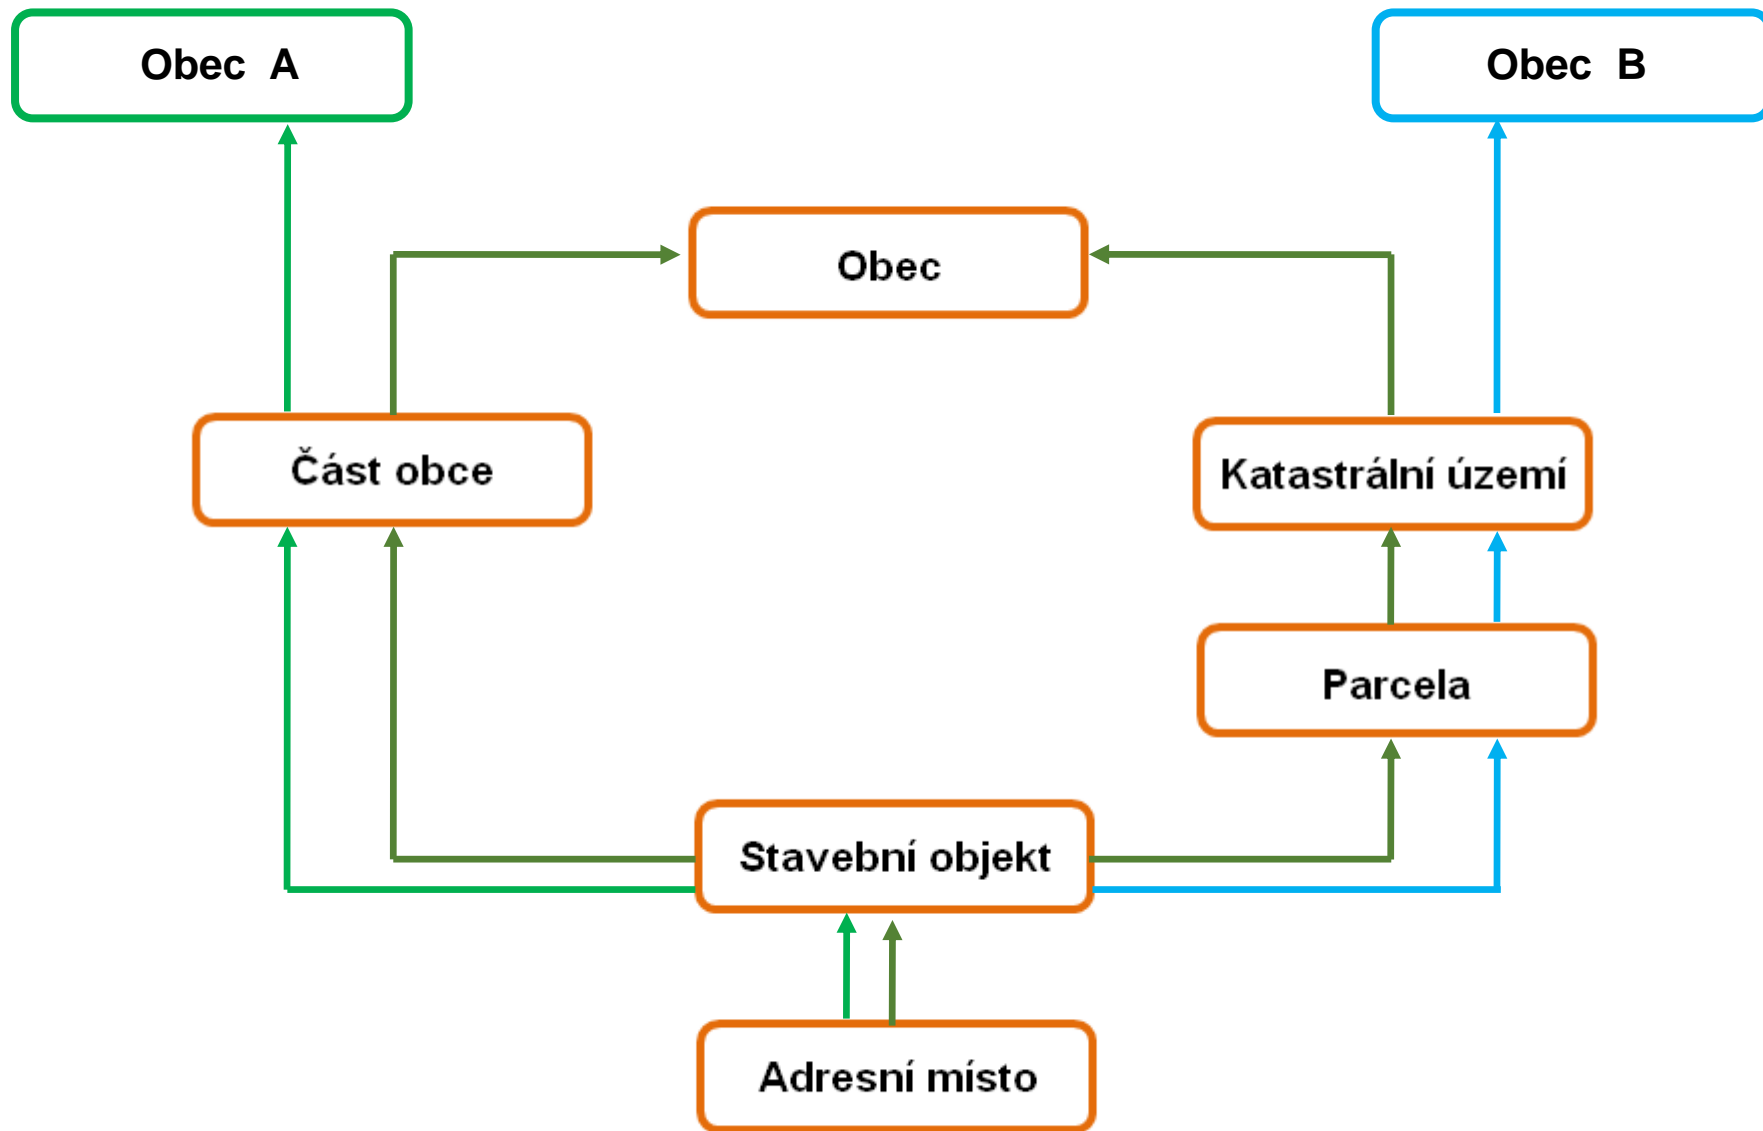 Obec A
Obec B
Obec
Část obce
Katastrální území
Parcela
Stavební objekt
Adresní místo